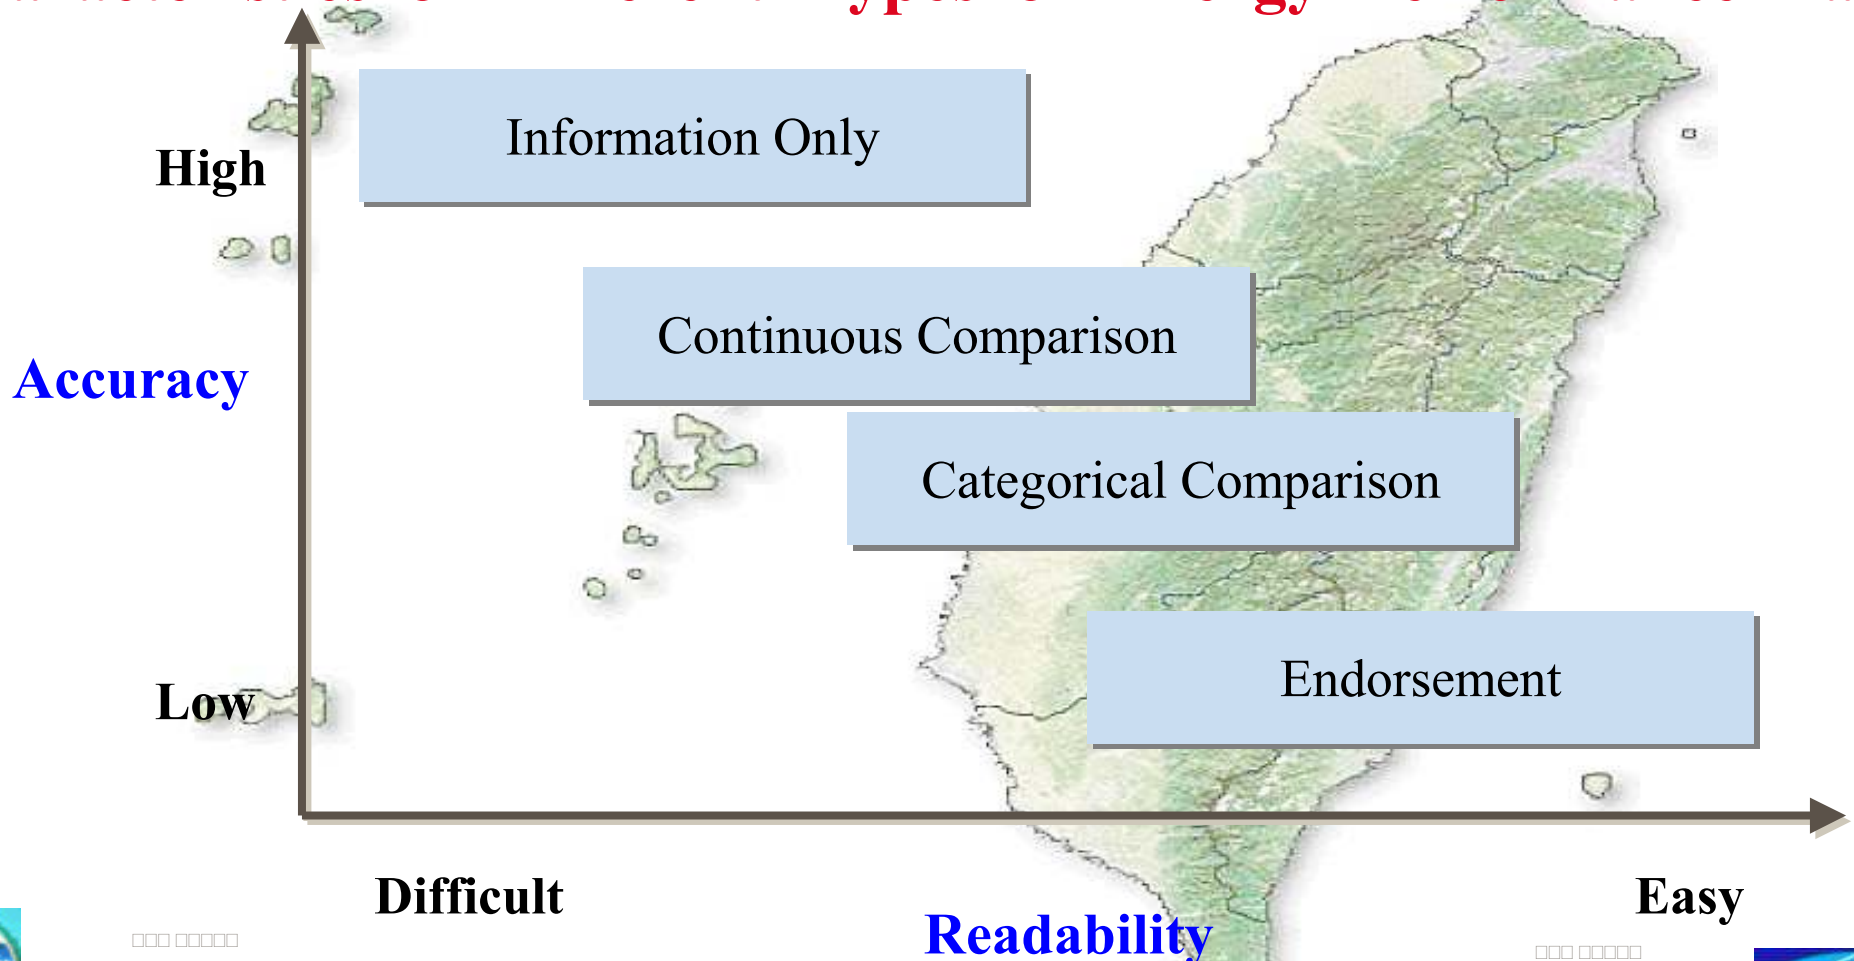 Information Only
High
Continuous Comparison
Accuracy
Categorical Comparison
Endorsement
Low
Difficult
Easy
Readability